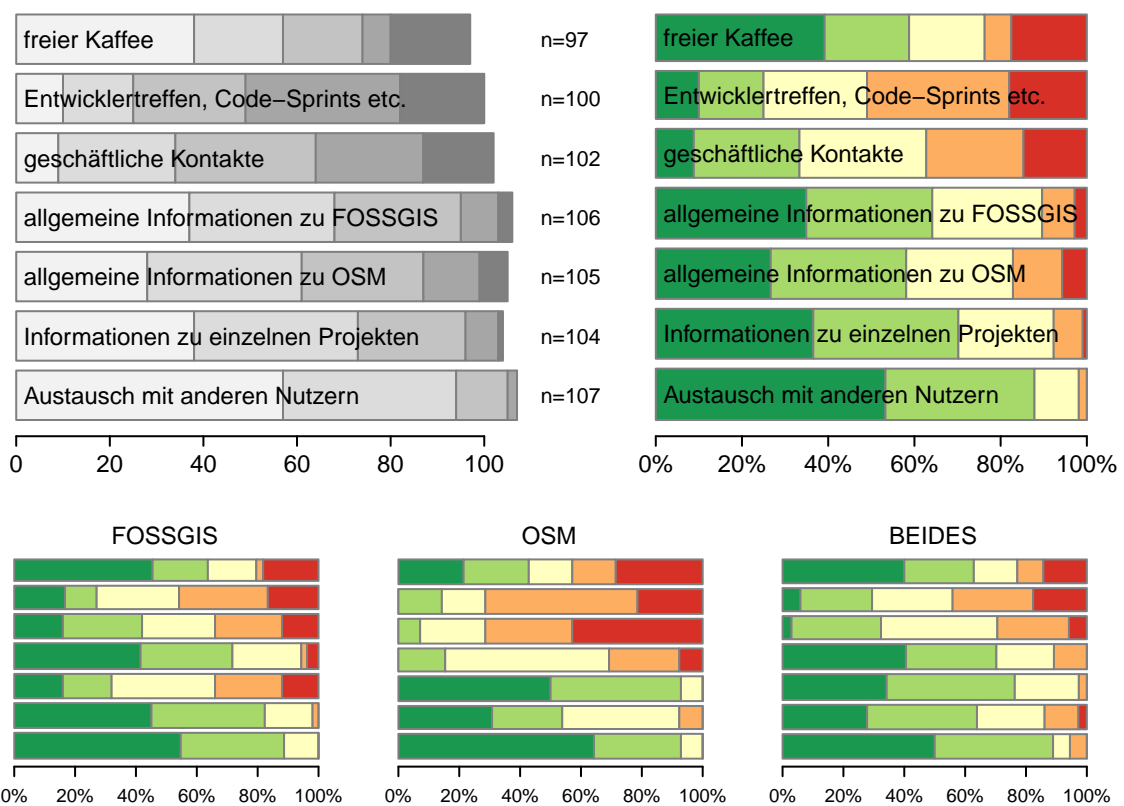 freier Kaffee
n=97
freier Kaffee
Entwicklertreffen, Code−Sprints etc.
n=100
Entwicklertreffen, Code−Sprints etc.
geschäftliche Kontakte
n=102
geschäftliche Kontakte
allgemeine Informationen zu FOSSGIS
n=106
allgemeine Informationen zu FOSSGIS
allgemeine Informationen zu OSM
n=105
allgemeine Informationen zu OSM
Informationen zu einzelnen Projekten
n=104
Informationen zu einzelnen Projekten
Austausch mit anderen Nutzern
n=107
Austausch mit anderen Nutzern
0 20 40 60 80 100
0% 20% 40% 60% 80% 100%
FOSSGIS
OSM
BEIDES
0% 20% 40% 60% 80% 100%
0% 20% 40% 60% 80% 100%
0% 20% 40% 60% 80% 100%